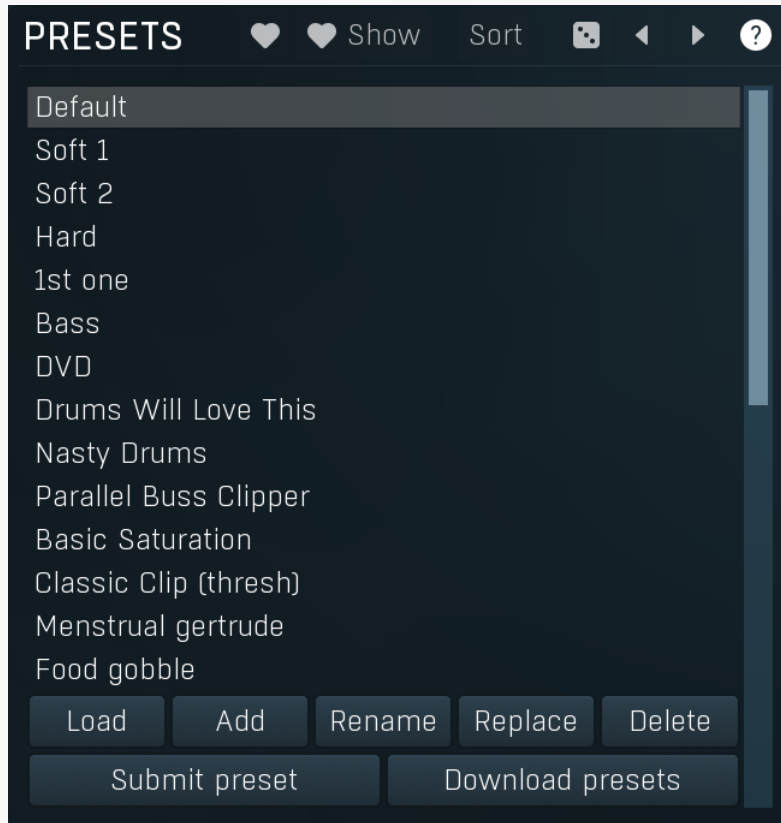 PRESETS Show Sort ?
Default
Soft 1
Soft 2
Hard
1st one
Bass
DVD
Drums Will Love This
Nasty Drums
Parallel Buss Clipper
Basic Saturation
Classic Clip (thresh)
Menstrual gertrude
Food gobble
Load Add Rename Replace Delete
Submit preset Download presets